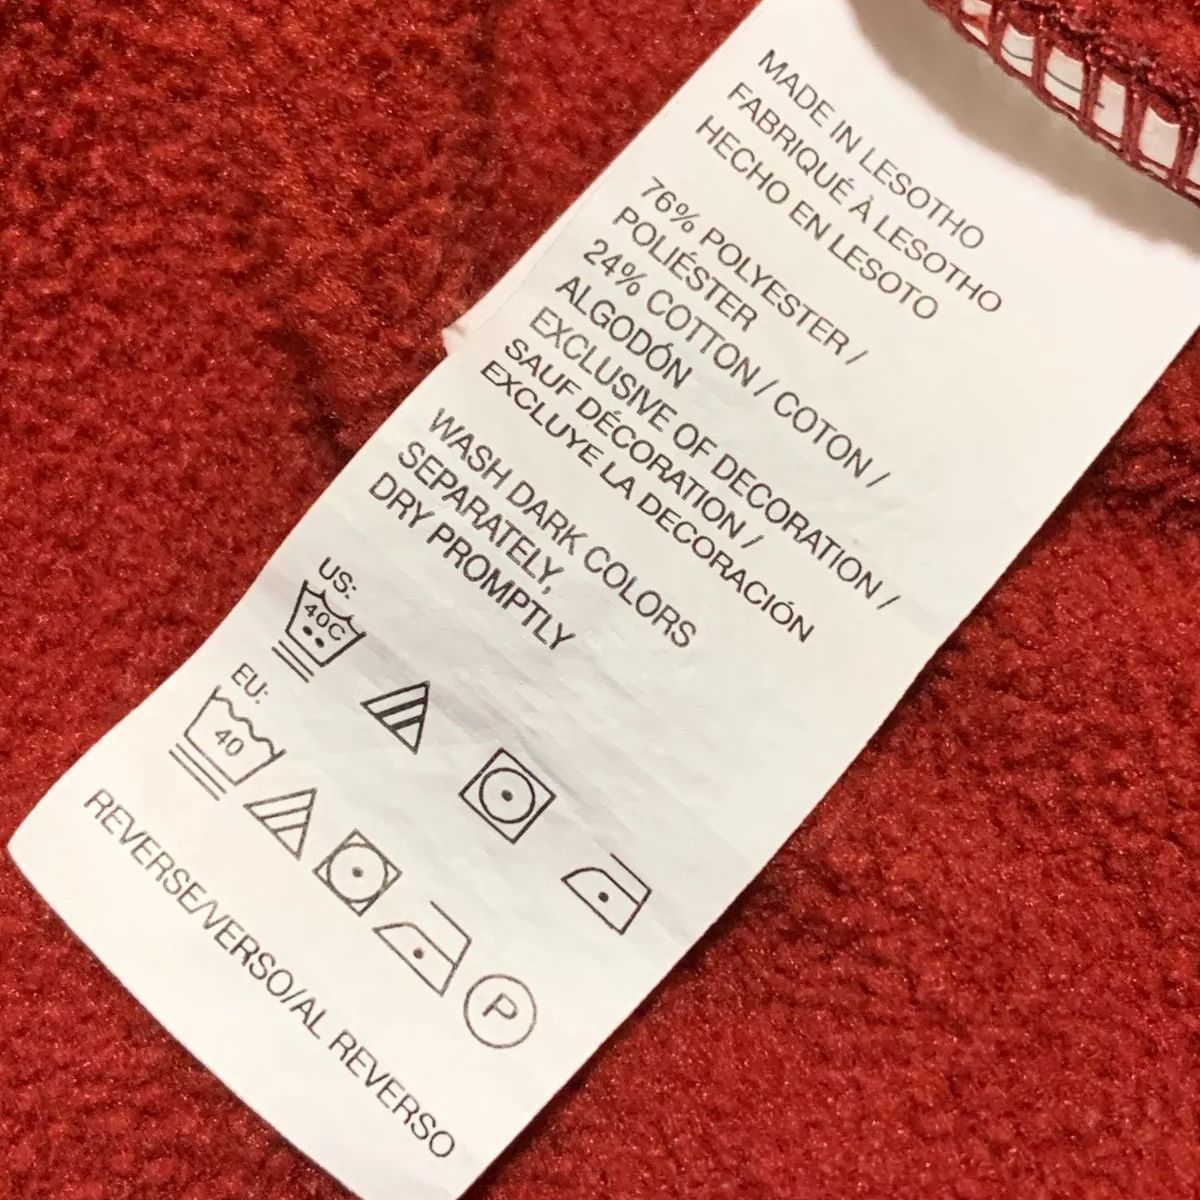 MADE IN LESOTHO
FABRIQUÉ À LESOTHO
HECHO EN LESOTO
76% POLYESTER /
POLIÉSTER
24% COTTON / COTON /
ALGODÓN
EXCLUSIVE OF DECORATION /
SAUF DÉCORATION /
EXCLUYE LA DECORACIÓN
WASH DARK COLORS
SEPARATELY,
DRY PROMPTLY
US:
40C
EU:
40
P
REVERSE/VERSO/AL REVERSO